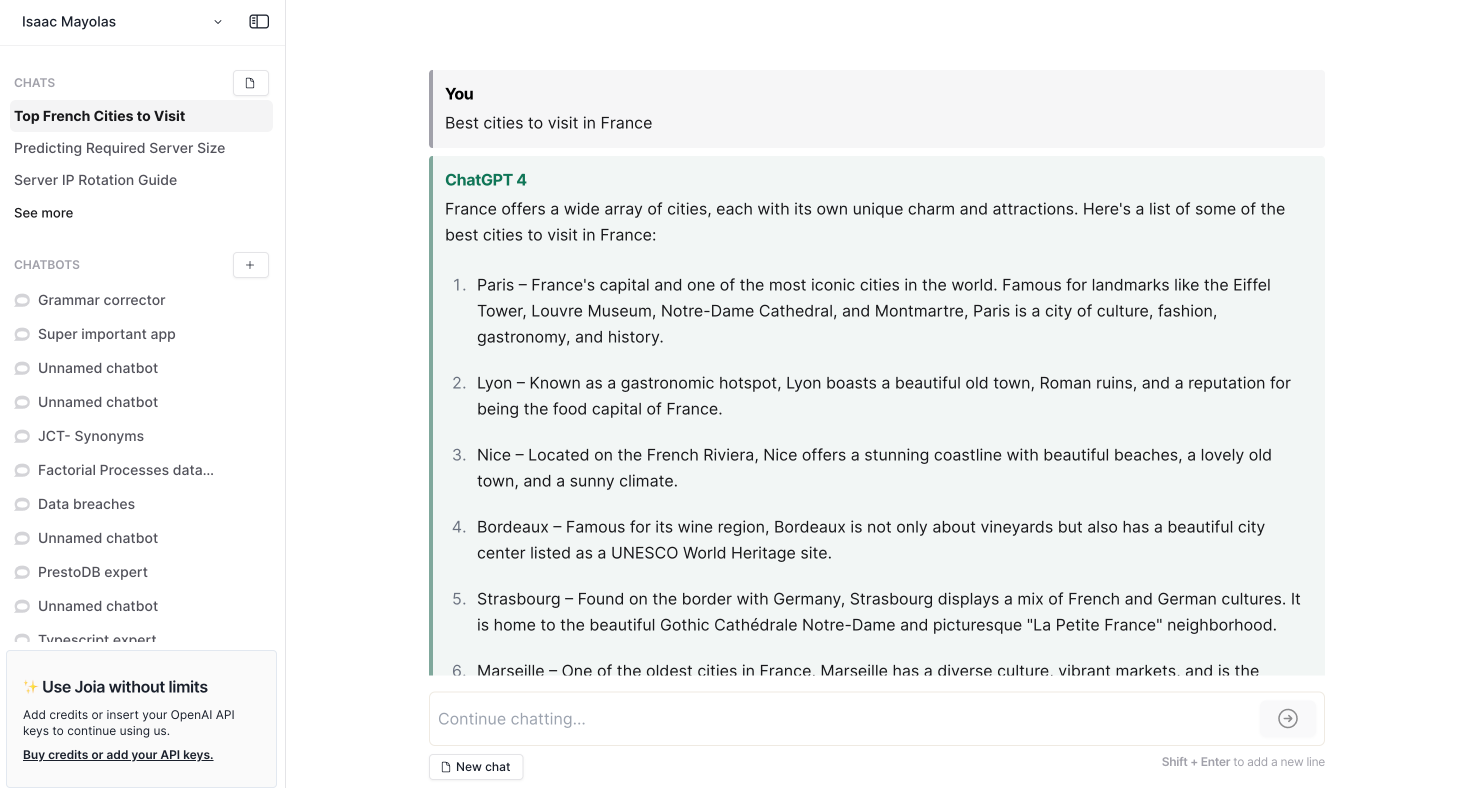 Isaac Mayolas
CHATS
Top French Cities to Visit
Predicting Required Server Size
Server IP Rotation Guide
See more
CHATBOTS
+
Grammar corrector
Super important app
Unnamed chatbot
Unnamed chatbot
JCT- Synonyms
Factorial Processes data...
Data breaches
Unnamed chatbot
PrestoDB expert
Unnamed chatbot
Typescript expert
✨ Use Joia without limits
Add credits or insert your OpenAI API
keys to continue using us.
Buy credits or add your API keys.
You
Best cities to visit in France
ChatGPT 4
France offers a wide array of cities, each with its own unique charm and attractions. Here's a list of some of the
best cities to visit in France:
1. Paris – France's capital and one of the most iconic cities in the world. Famous for landmarks like the Eiffel
Tower, Louvre Museum, Notre-Dame Cathedral, and Montmartre, Paris is a city of culture, fashion,
gastronomy, and history.
2. Lyon – Known as a gastronomic hotspot, Lyon boasts a beautiful old town, Roman ruins, and a reputation for
being the food capital of France.
3. Nice – Located on the French Riviera, Nice offers a stunning coastline with beautiful beaches, a lovely old
town, and a sunny climate.
4. Bordeaux – Famous for its wine region, Bordeaux is not only about vineyards but also has a beautiful city
center listed as a UNESCO World Heritage site.
5. Strasbourg – Found on the border with Germany, Strasbourg displays a mix of French and German cultures. It
is home to the beautiful Gothic Cathédrale Notre-Dame and picturesque "La Petite France" neighborhood.
6. Marseille – One of the oldest cities in France, Marseille has a diverse culture, vibrant markets, and is the
Continue chatting...
New chat
Shift + Enter to add a new line